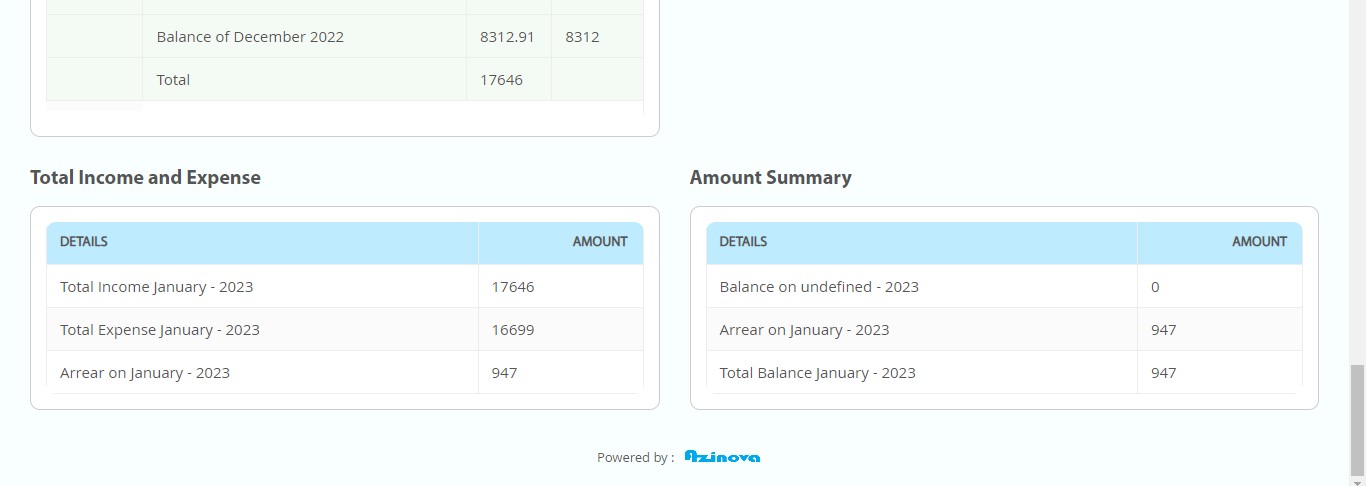 Balance of December 2022 8312.91 8312
Total 17646
Total Income and Expense
DETAILS AMOUNT
Total Income January - 2023 17646
Total Expense January - 2023 16699
Arrear on January - 2023 947
Amount Summary
DETAILS AMOUNT
Balance on undefined - 2023 0
Arrear on January - 2023 947
Total Balance January - 2023 947
Powered by : Azinova